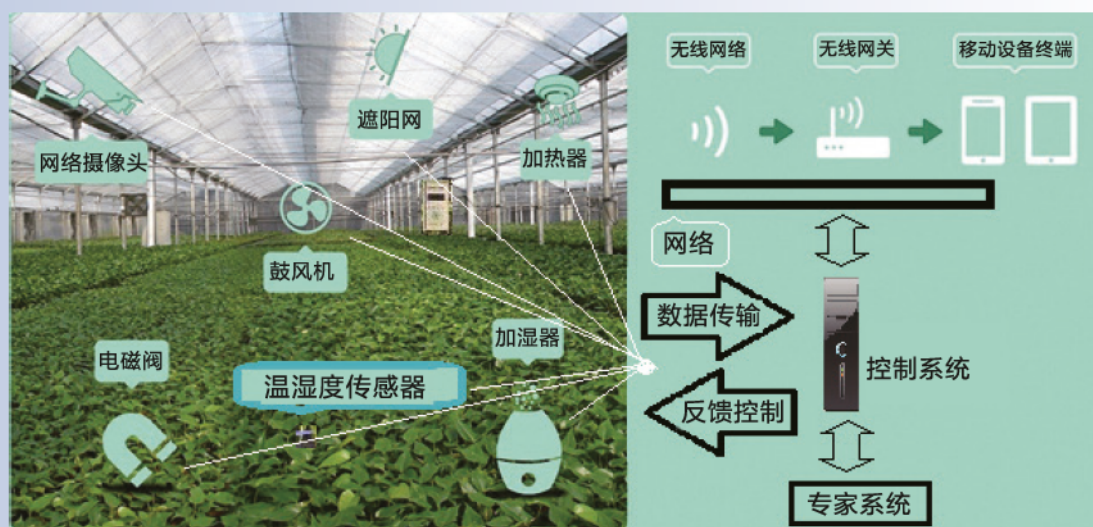 无线网络
无线网关
移动设备终端
遮阳网
网络摄像头
加热器
网络
鼓风机
数据传输
加湿器
电磁阀
温湿度传感器
控制系统
反馈控制
专家系统